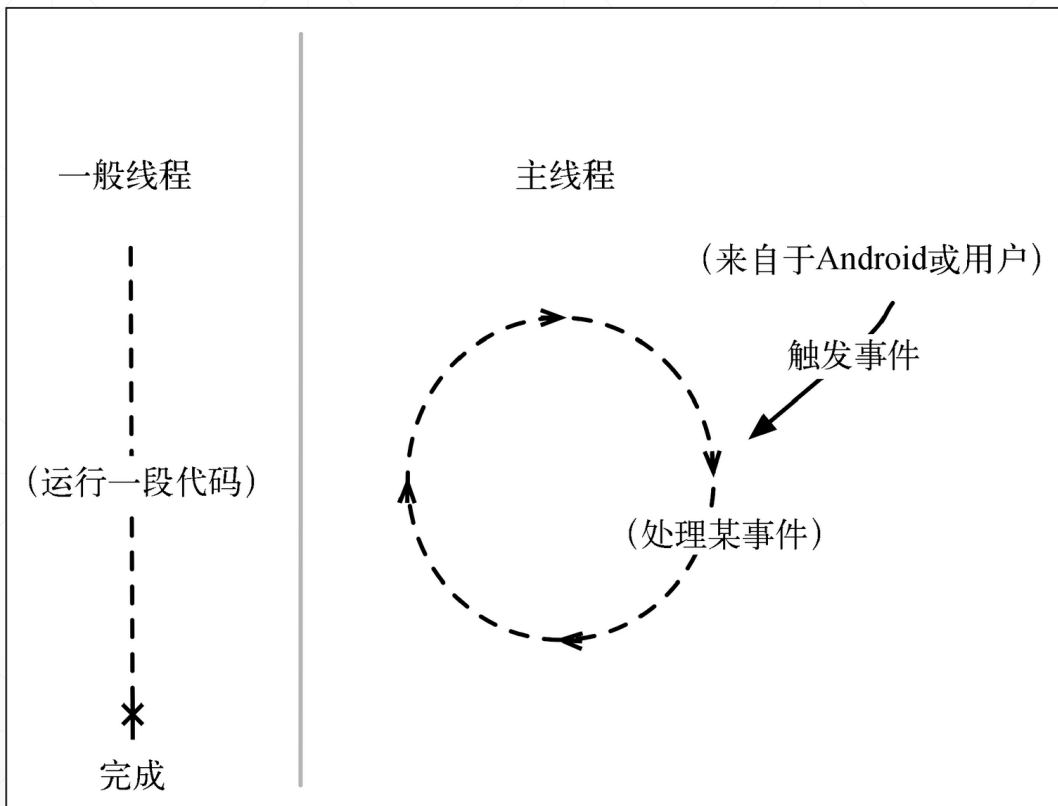 一般线程
（运行一段代码）
完成
主线程
（来自于Android或用户）
触发事件
（处理某事件）